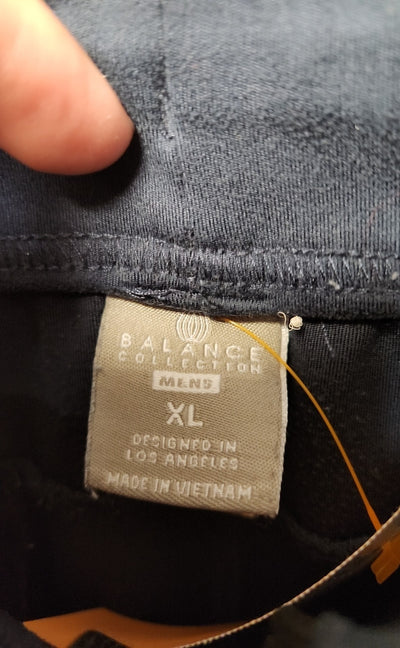 BALANCE
COLLECTION
MENS
XL
DESIGNED IN
LOS ANGELES
MADE IN VIETNAM